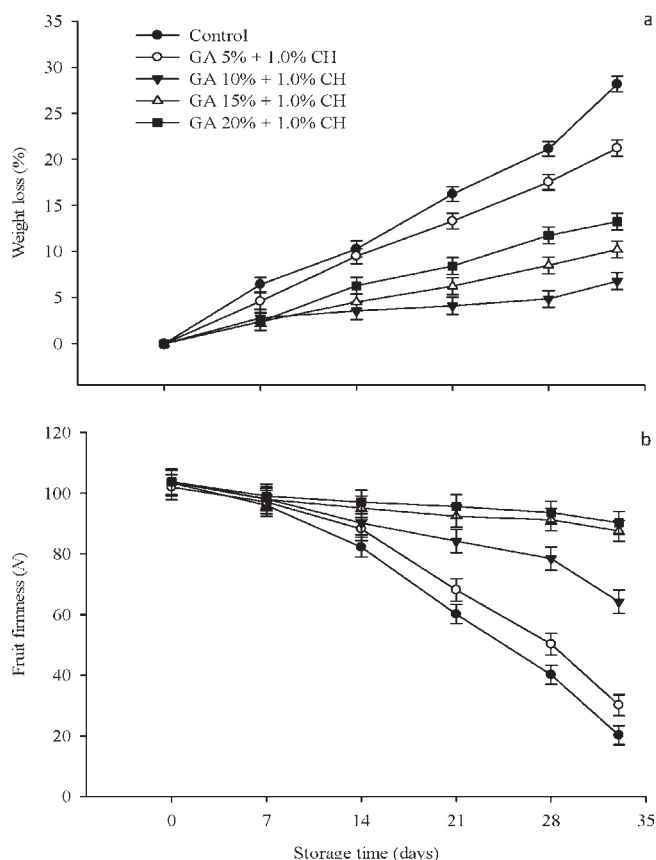 a
35
30
25
20
15
10
5
0
Weight loss (%)
Control
GA 5% + 1.0% CH
GA 10% + 1.0% CH
GA 15% + 1.0% CH
GA 20% + 1.0% CH
b
120
100
80
60
40
20
0
Fruit firmness (N)
0 7 14 21 28 35
Storage time (days)